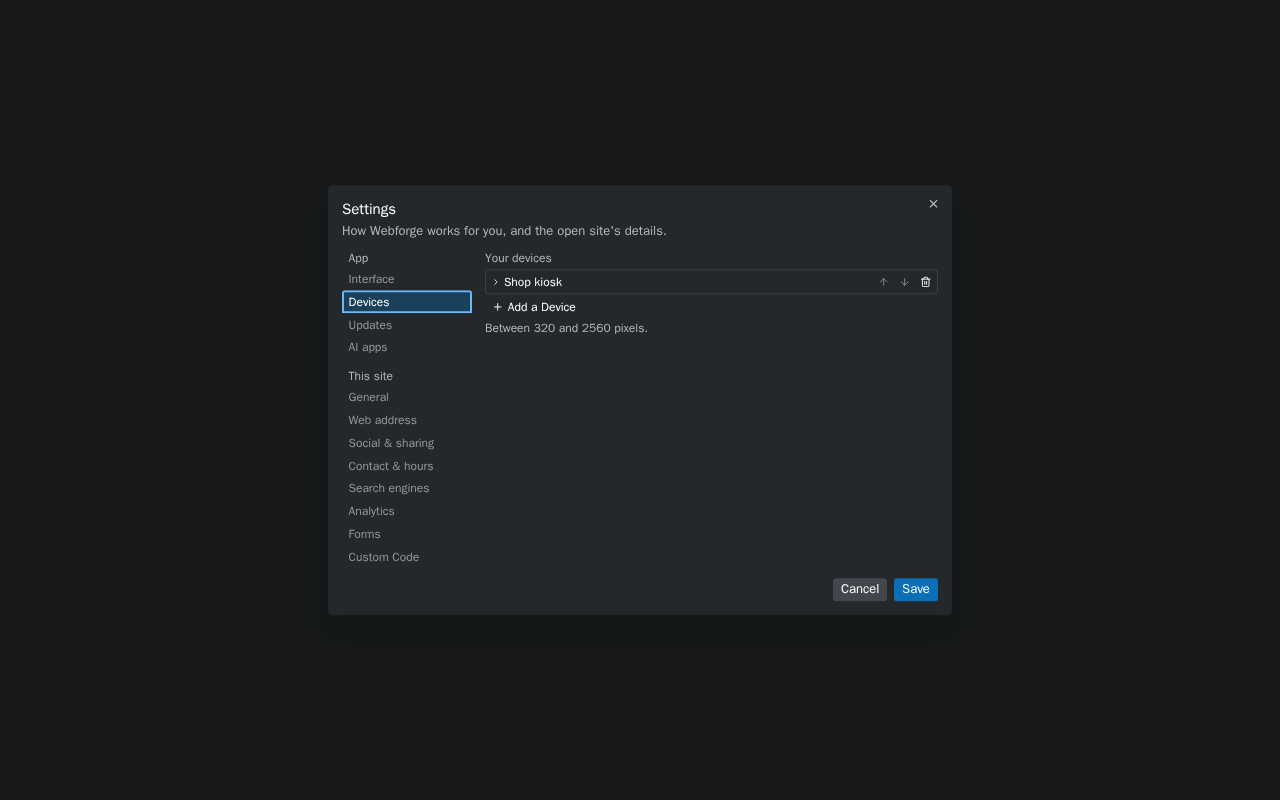 Settings
How Webforge works for you, and the open site's details.
App
Interface
Devices
Updates
AI apps
This site
General
Web address
Social & sharing
Contact & hours
Search engines
Analytics
Forms
Custom Code
Your devices
Shop kiosk
Add a Device
Between 320 and 2560 pixels.
Cancel
Save